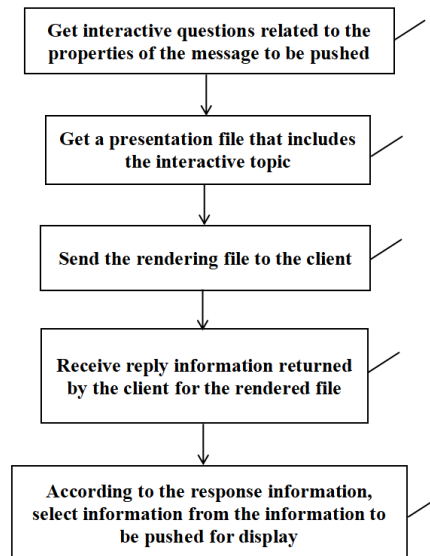 Get interactive questions related to the
properties of the message to be pushed
Get a presentation file that includes
the interactive topic
Send the rendering file to the client
Receive reply information returned
by the client for the rendered file
According to the response information,
select information from the information to
be pushed for display